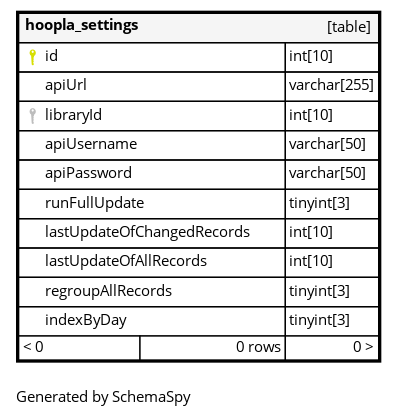 hoopla_settings [table]
id int[10]
apiUrl varchar[255]
libraryId int[10]
apiUsername varchar[50]
apiPassword varchar[50]
runFullUpdate tinyint[3]
lastUpdateOfChangedRecords int[10]
lastUpdateOfAllRecords int[10]
regroupAllRecords tinyint[3]
indexByDay tinyint[3]
< 0 0 rows 0 >
Generated by SchemaSpy